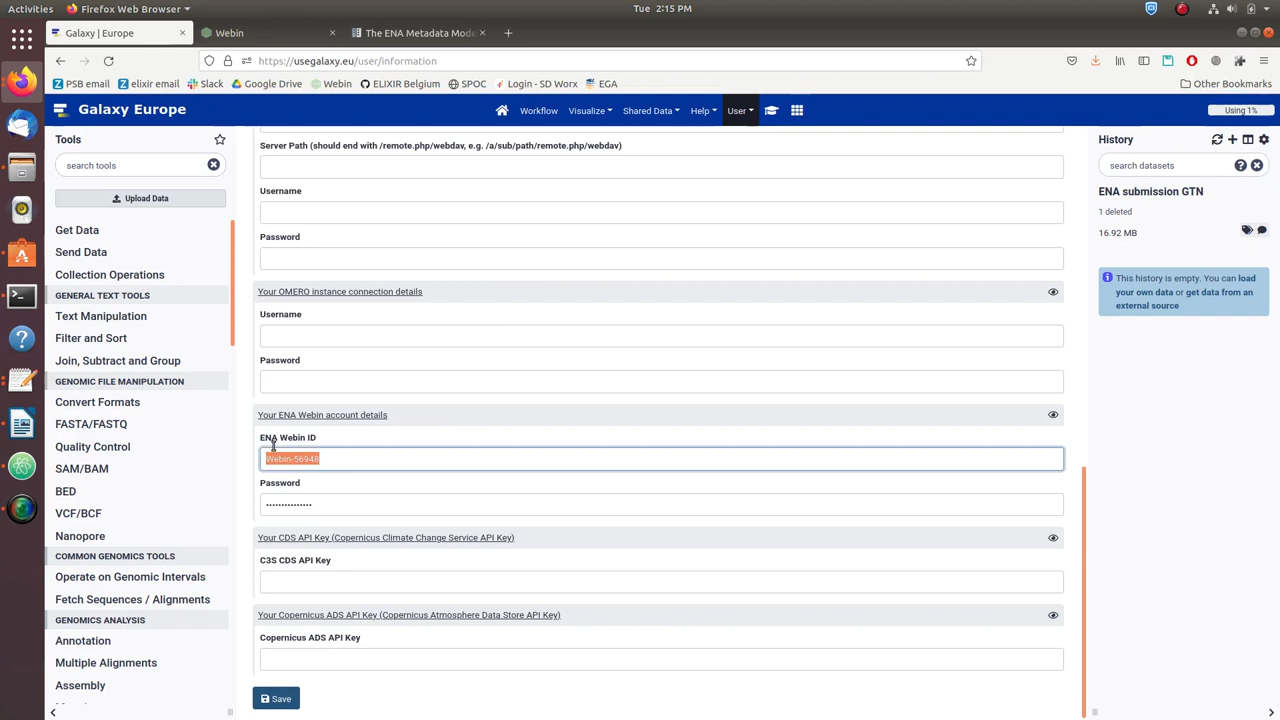 Activities
Firefox Web Browser
Tue 2:15 PM
Galaxy | Europe
Webin
The ENA Metadata Mode
https://usegalaxy.eu/user/information
PSB email
elixir email
Slack
Google Drive
Webin
ELIXIR Belgium
SPOC
Login - SD Worx
EGA
Other Bookmarks
Galaxy Europe
Workflow
Visualize
Shared Data
Help
User
Using 1%
Tools
search tools
Upload Data
Get Data
Send Data
Collection Operations
GENERAL TEXT TOOLS
Text Manipulation
Filter and Sort
Join, Subtract and Group
GENOMIC FILE MANIPULATION
Convert Formats
FASTA/FASTQ
Quality Control
SAM/BAM
BED
VCF/BCF
Nanopore
COMMON GENOMICS TOOLS
Operate on Genomic Intervals
Fetch Sequences / Alignments
GENOMICS ANALYSIS
Annotation
Multiple Alignments
Assembly
Server Path (should end with /remote.php/webdav, e.g. /a/sub/path/remote.php/webdav)
Username
Password
Your OMERO instance connection details
Username
Password
Your ENA Webin account details
ENA Webin ID
Webin-56948
Password
•••••••••••••••
Your CDS API Key (Copernicus Climate Change Service API Key)
C3S CDS API Key
Your Copernicus ADS API Key (Copernicus Atmosphere Data Store API Key)
Copernicus ADS API Key
Save
History
search datasets
ENA submission GTN
1 deleted
16.92 MB
This history is empty. You can load
your own data or get data from an
external source